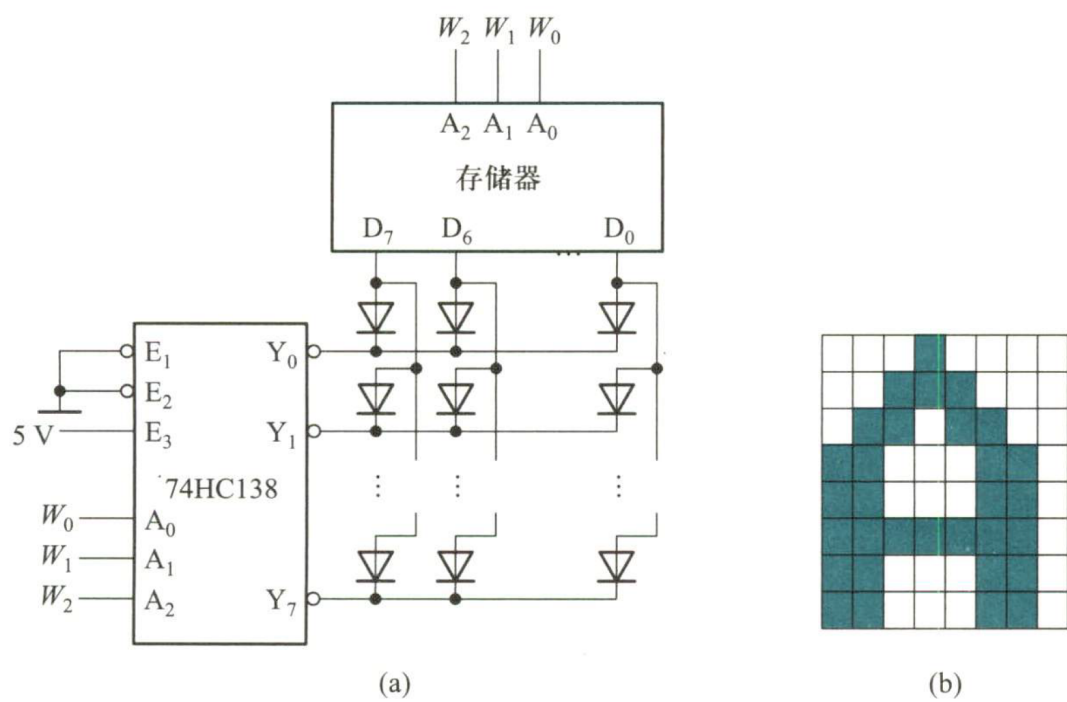 W₂ W₁ W₀
A₂ A₁ A₀
存储器
D₇ D₆ ... D₀
E₁ Y₀
E₂
5 V E₃ Y₁
74HC138
⋮ ⋮ ⋮
W₀ A₀
W₁ A₁
W₂ A₂ Y₇
(a) (b)